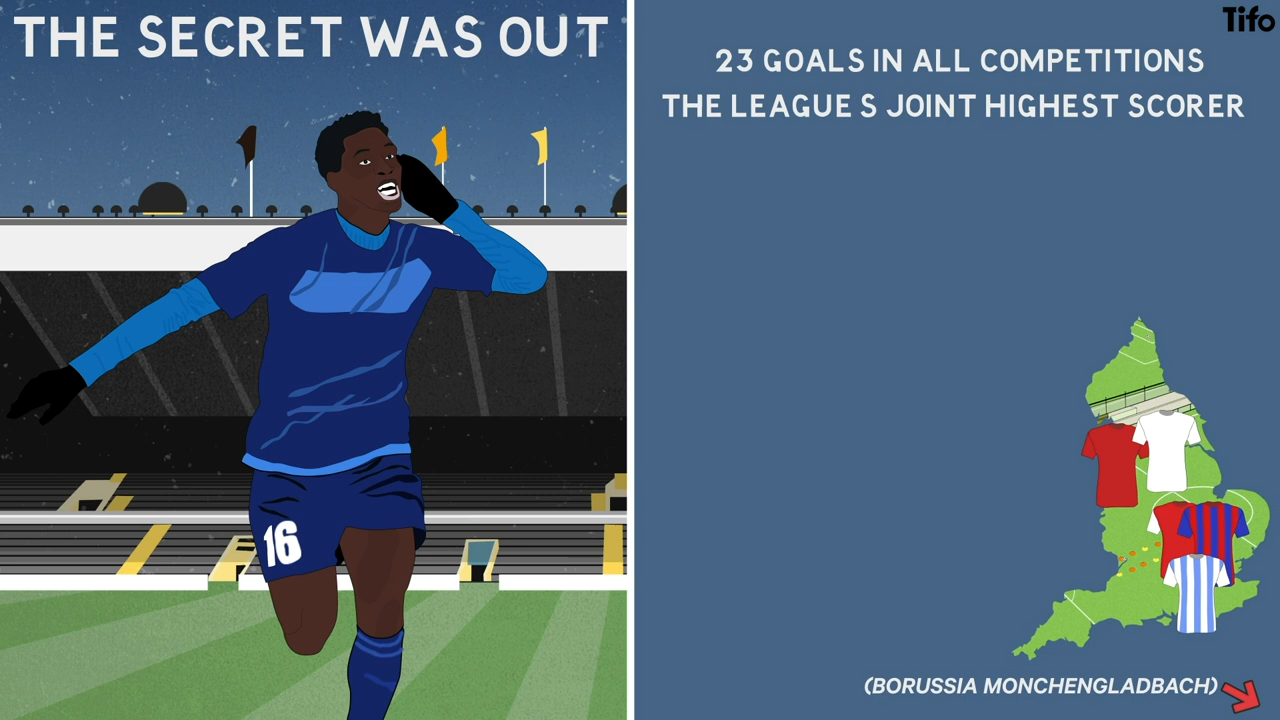 THE SECRET WAS OUT
16
Tifo
23 GOALS IN ALL COMPETITIONS
THE LEAGUE S JOINT HIGHEST SCORER
(BORUSSIA MONCHENGLADBACH)